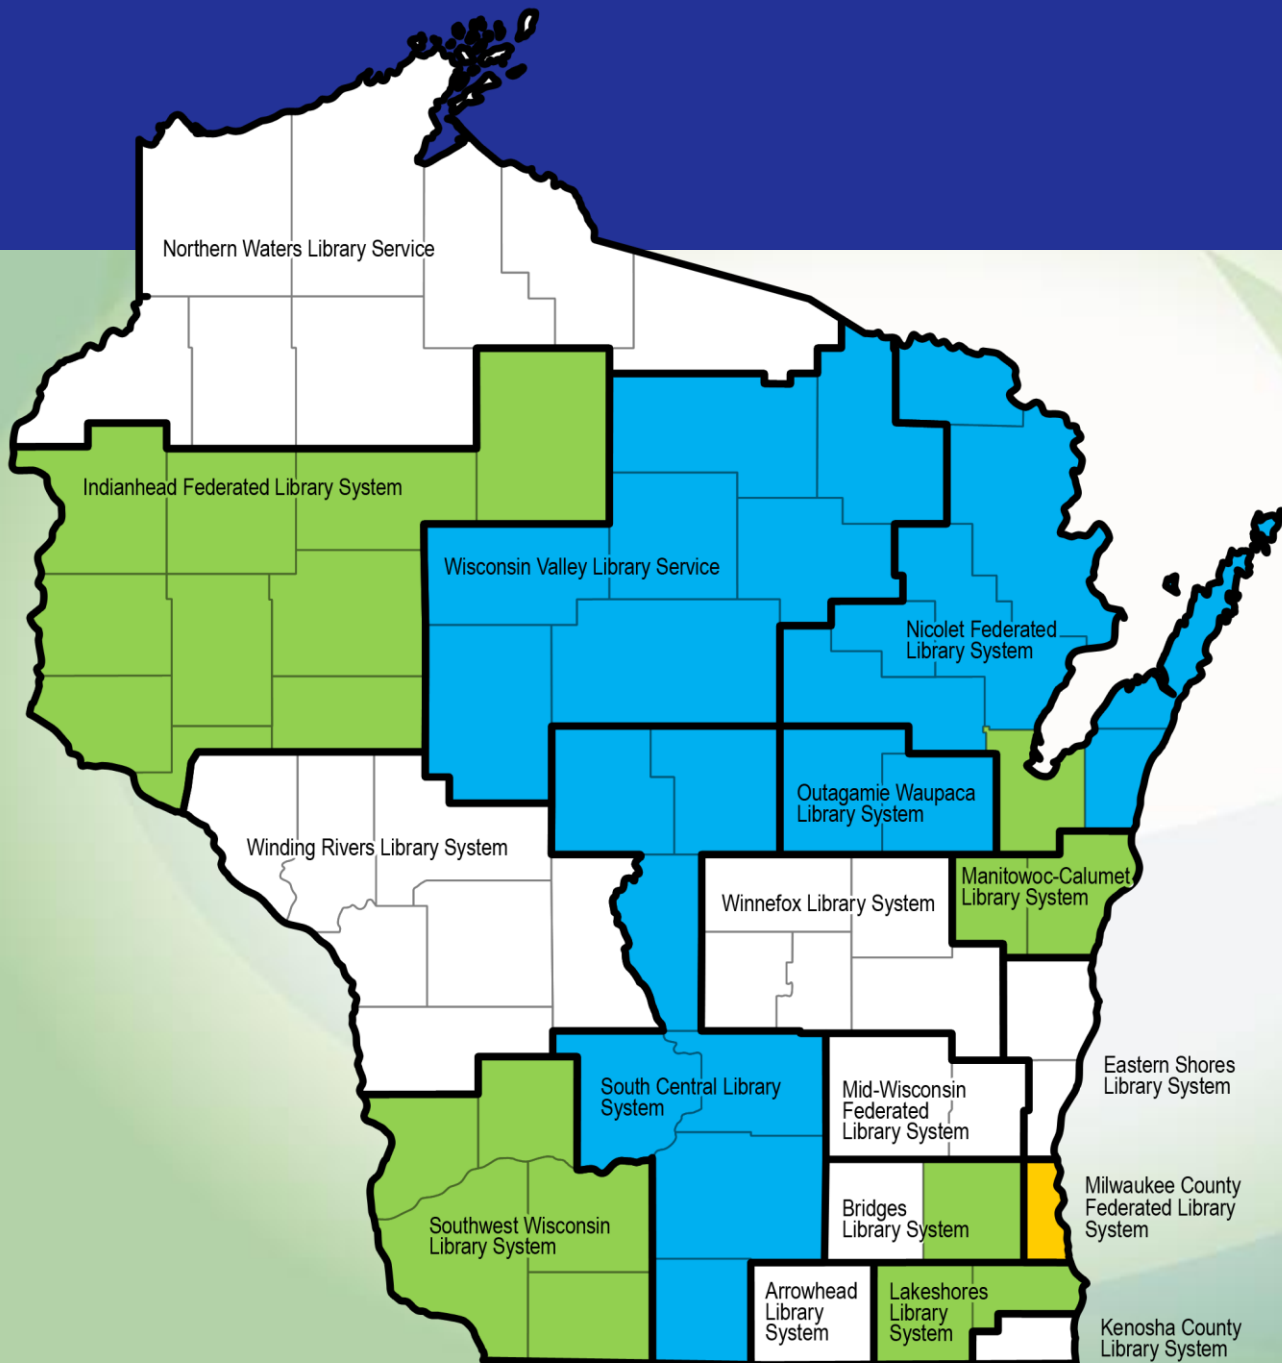 Northern Waters Library Service
Indianhead Federated Library System
Wisconsin Valley Library Service
Nicolet Federated
Library System
Outagamie Waupaca
Library System
Winding Rivers Library System
Winnefox Library System
Manitowoc-Calumet
Library System
Eastern Shores
Library System
South Central Library
System
Mid-Wisconsin
Federated
Library System
Milwaukee County
Federated Library
System
Bridges
Library System
Southwest Wisconsin
Library System
Arrowhead
Library
System
Lakeshores
Library
System
Kenosha County
Library System